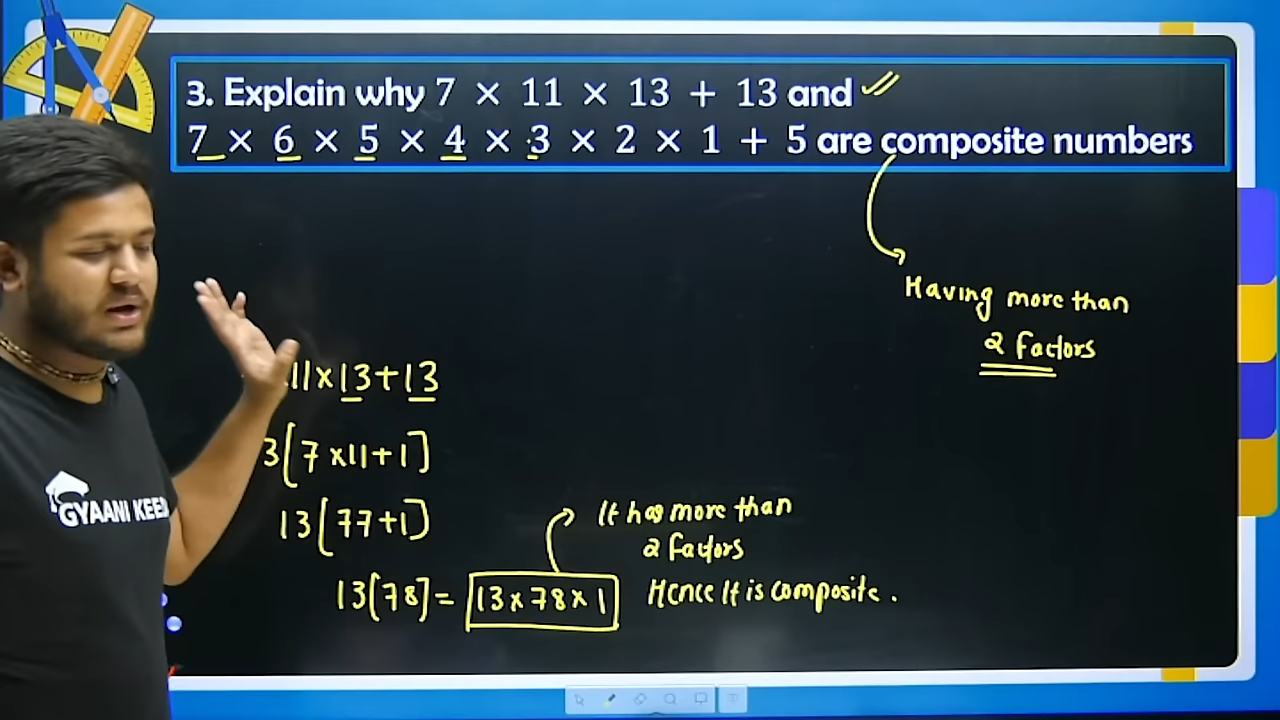 3. Explain why 7 × 11 × 13 + 13 and
7 × 6 × 5 × 4 × 3 × 2 × 1 + 5 are composite numbers
Having more than
2 factors
11×13+13
3[7×11+1]
13[77+1]
It has more than
2 factors
13[78]= 13×78×1 Hence It is composite.
GYAANI KEED